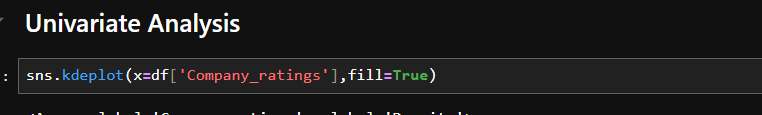 Univariate Analysis
: sns.kdeplot(x=df['Company_ratings'],fill=True)